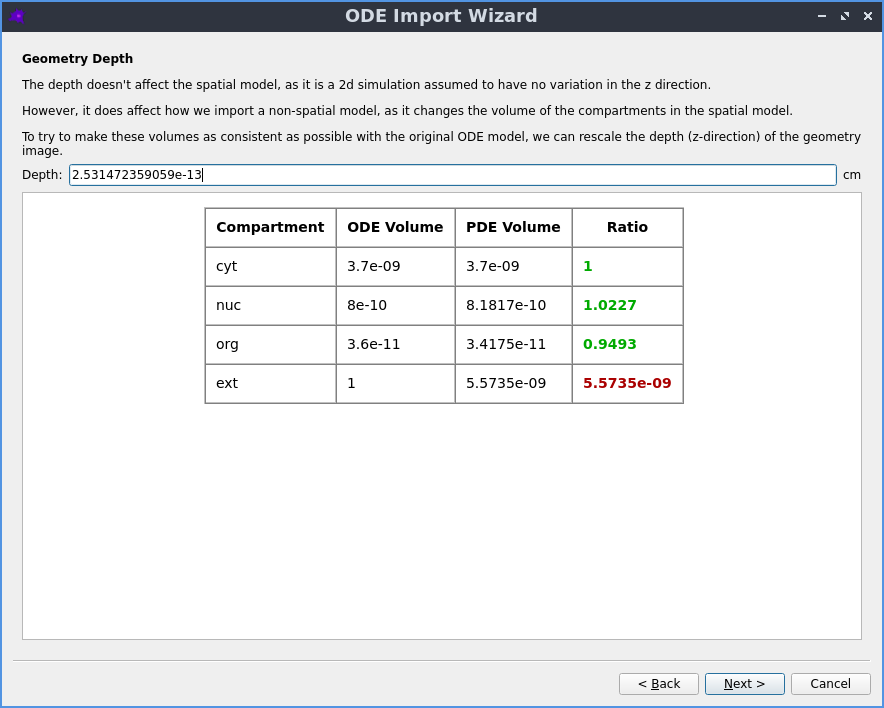 ODE Import Wizard
Geometry Depth
The depth doesn't affect the spatial model, as it is a 2d simulation assumed to have no variation in the z direction.
However, it does affect how we import a non-spatial model, as it changes the volume of the compartments in the spatial model.
To try to make these volumes as consistent as possible with the original ODE model, we can rescale the depth (z-direction) of the geometry
image.
Depth: 2.531472359059e-13 cm
Compartment ODE Volume PDE Volume Ratio
cyt 3.7e-09 3.7e-09 1
nuc 8e-10 8.1817e-10 1.0227
org 3.6e-11 3.4175e-11 0.9493
ext 1 5.5735e-09 5.5735e-09
< Back Next > Cancel